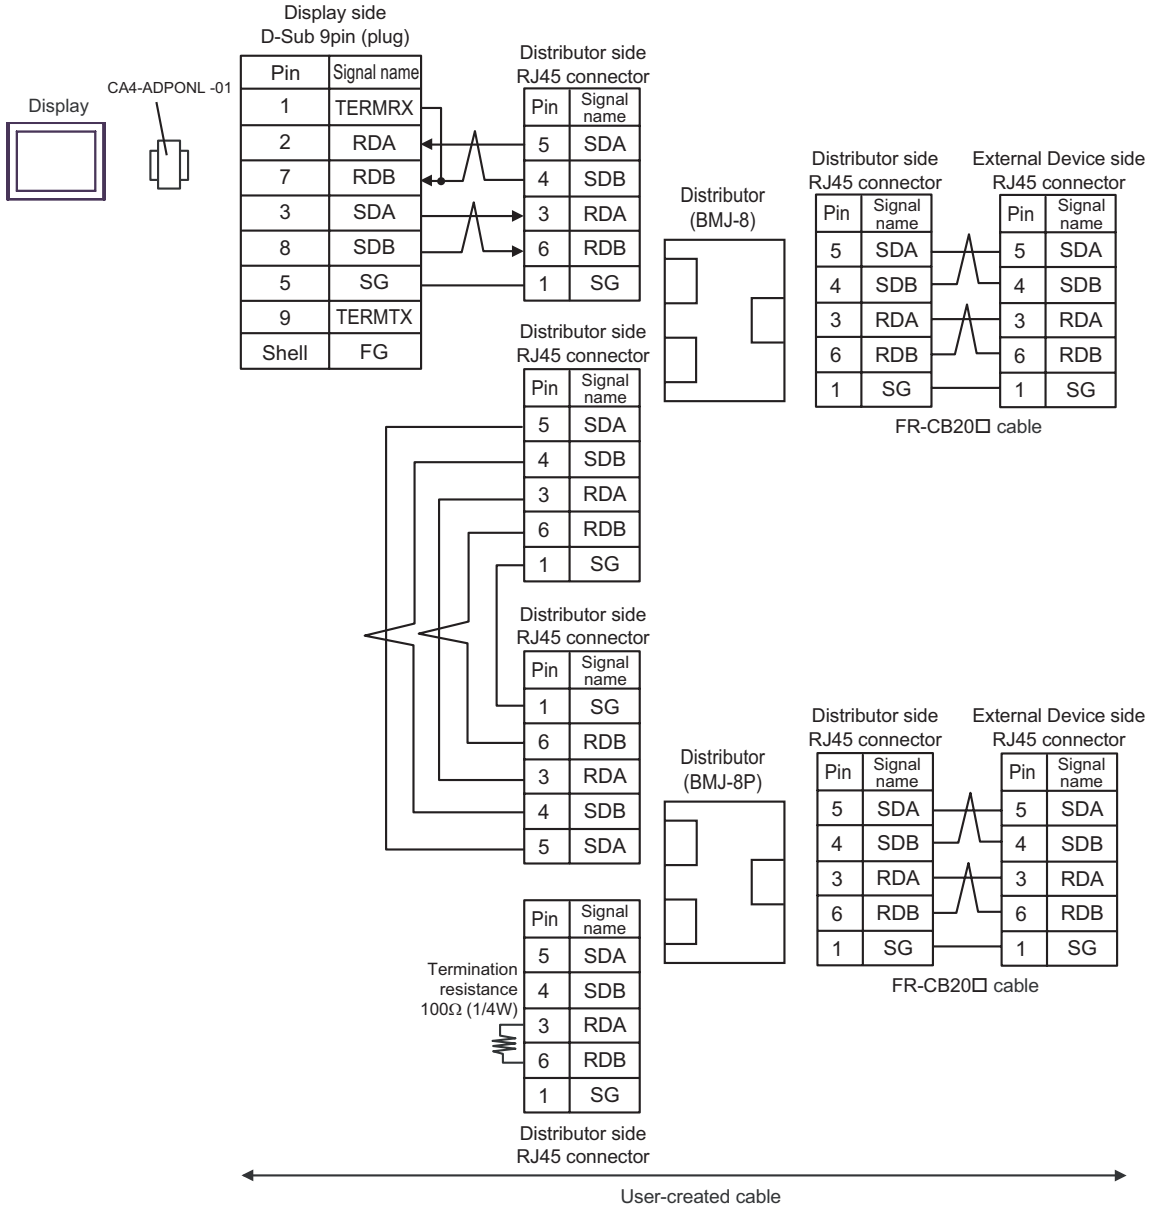 Display side
D-Sub 9pin (plug)
Pin Signal name
1 TERMRX
2 RDA
7 RDB
3 SDA
8 SDB
5 SG
9 TERMTX
Shell FG
Display
CA4-ADPONL -01
Distributor side
RJ45 connector
Pin Signal name
5 SDA
4 SDB
3 RDA
6 RDB
1 SG
Distributor
(BMJ-8)
Distributor side
RJ45 connector
Pin Signal name
5 SDA
4 SDB
3 RDA
6 RDB
1 SG
External Device side
RJ45 connector
Pin Signal name
5 SDA
4 SDB
3 RDA
6 RDB
1 SG
FR-CB20□ cable
Distributor side
RJ45 connector
Pin Signal name
5 SDA
4 SDB
3 RDA
6 RDB
1 SG
Distributor side
RJ45 connector
Pin Signal name
1 SG
6 RDB
3 RDA
4 SDB
5 SDA
Distributor
(BMJ-8P)
Distributor side
RJ45 connector
Pin Signal name
5 SDA
4 SDB
3 RDA
6 RDB
1 SG
External Device side
RJ45 connector
Pin Signal name
5 SDA
4 SDB
3 RDA
6 RDB
1 SG
FR-CB20□ cable
Termination
resistance
100Ω (1/4W)
Pin Signal name
5 SDA
4 SDB
3 RDA
6 RDB
1 SG
Distributor side
RJ45 connector
User-created cable